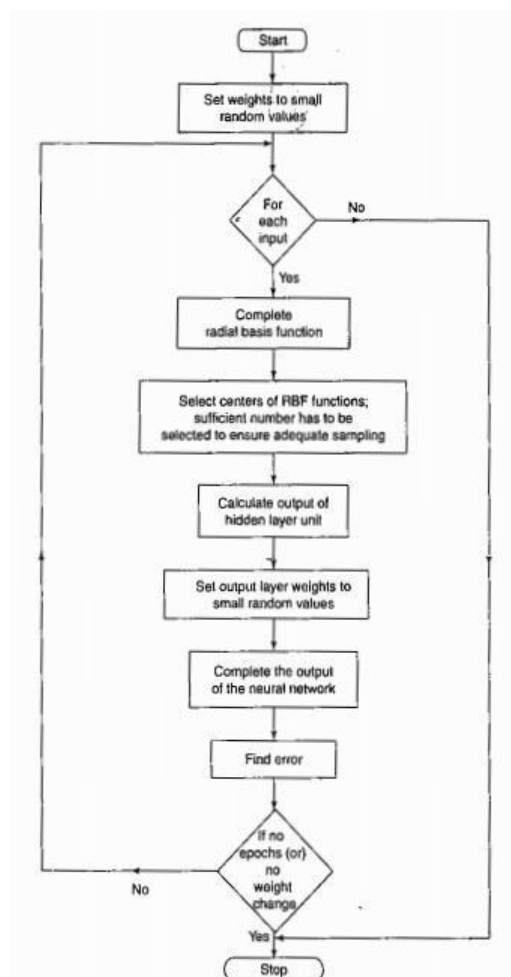 Start
Set weights to small
random values
For
each
input
No
Yes
Complete
radial basis function
Select centers of RBF functions;
sufficient number has to be
selected to ensure adequate sampling
Calculate output of
hidden layer unit
Set output layer weights to
small random values
Complete the output
of the neural network
Find error
If no
epochs (or)
no
weight
change
No
Yes
Stop